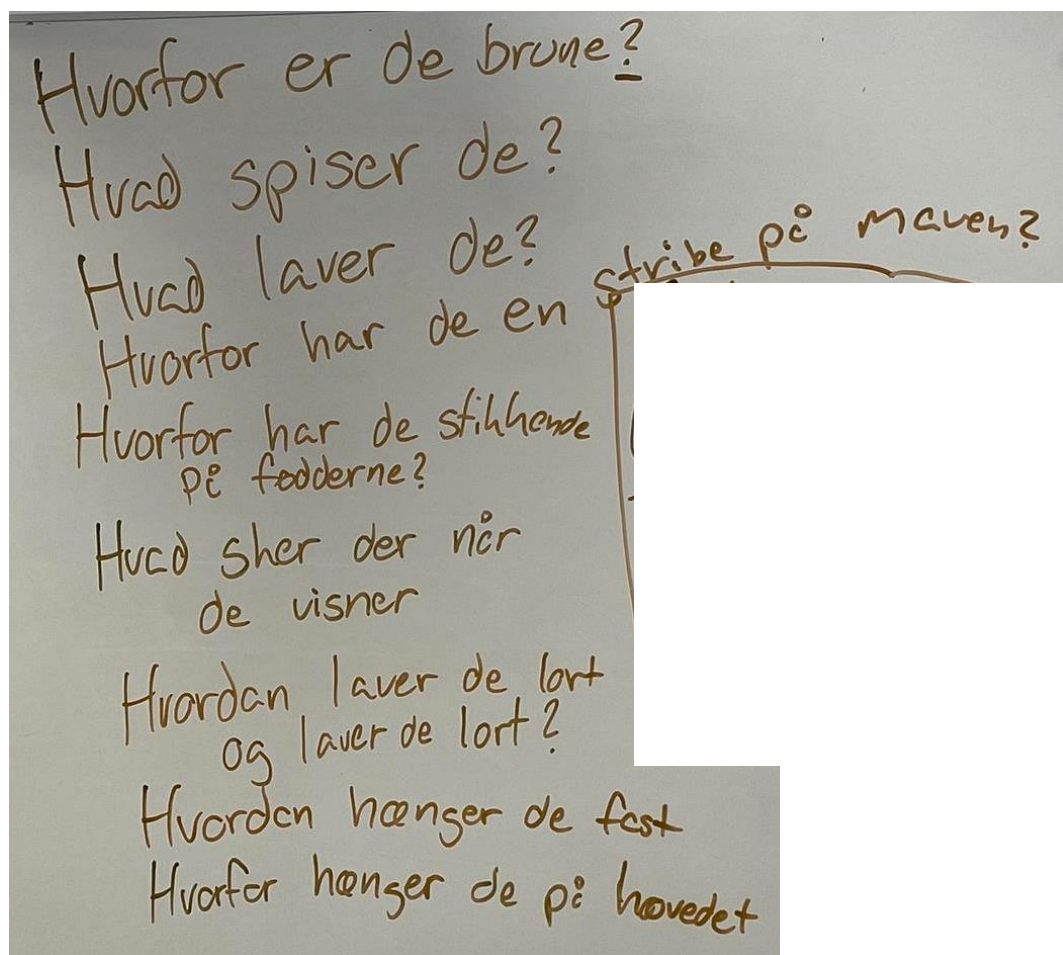 Hvorfor er de brune?
Hvad spiser de?
Hvad laver de?
Hvorfor har de en stribe på maven?
Hvorfor har de stikkende
på fødderne?
Hvad sker der når
de visner
Hvordan laver de lort
og laver de lort?
Hvordan hænger de fast
Hvorfor hænger de på hovedet